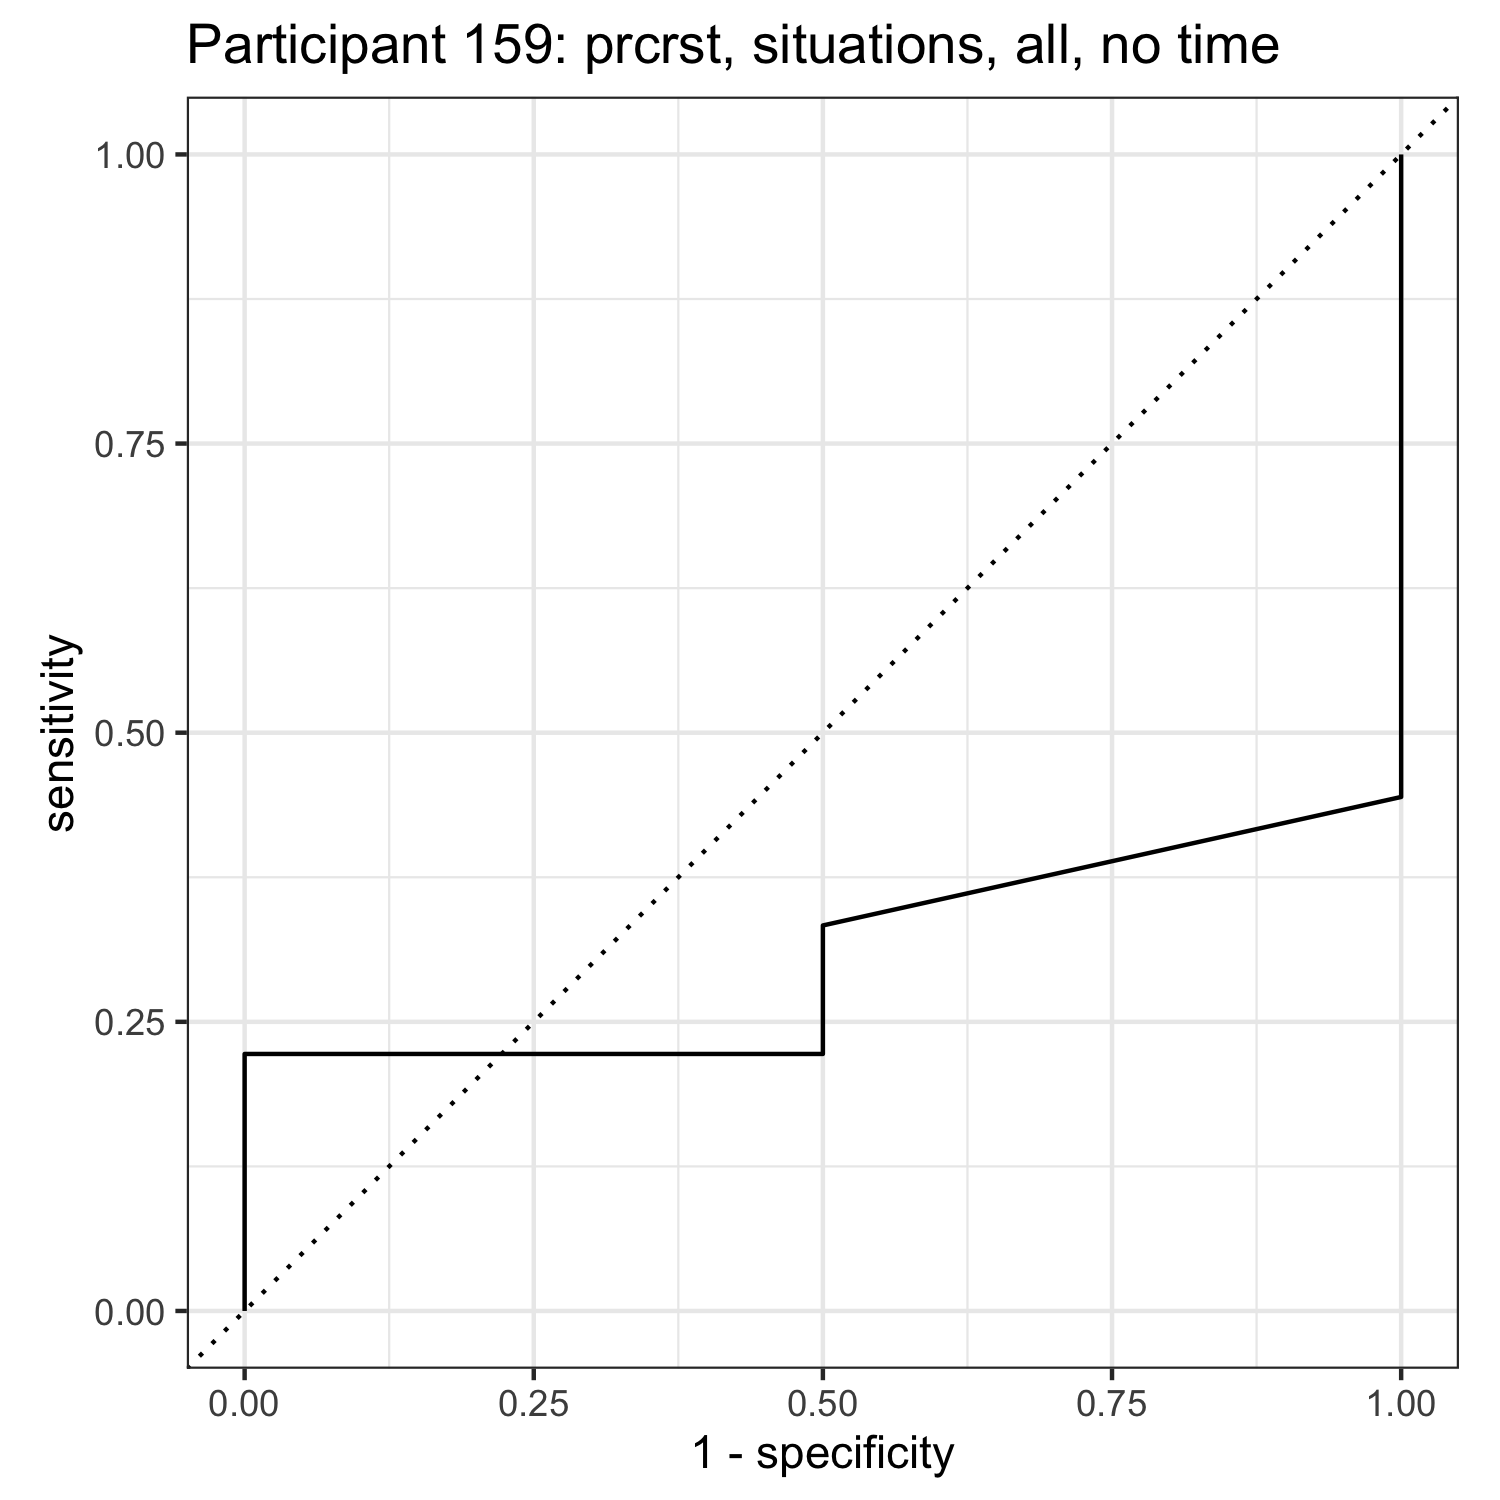 Participant 159: prcrst, situations, all, no time
1.00
0.75
0.50
0.25
0.00
sensitivity
0.00 0.25 0.50 0.75 1.00
1 - specificity